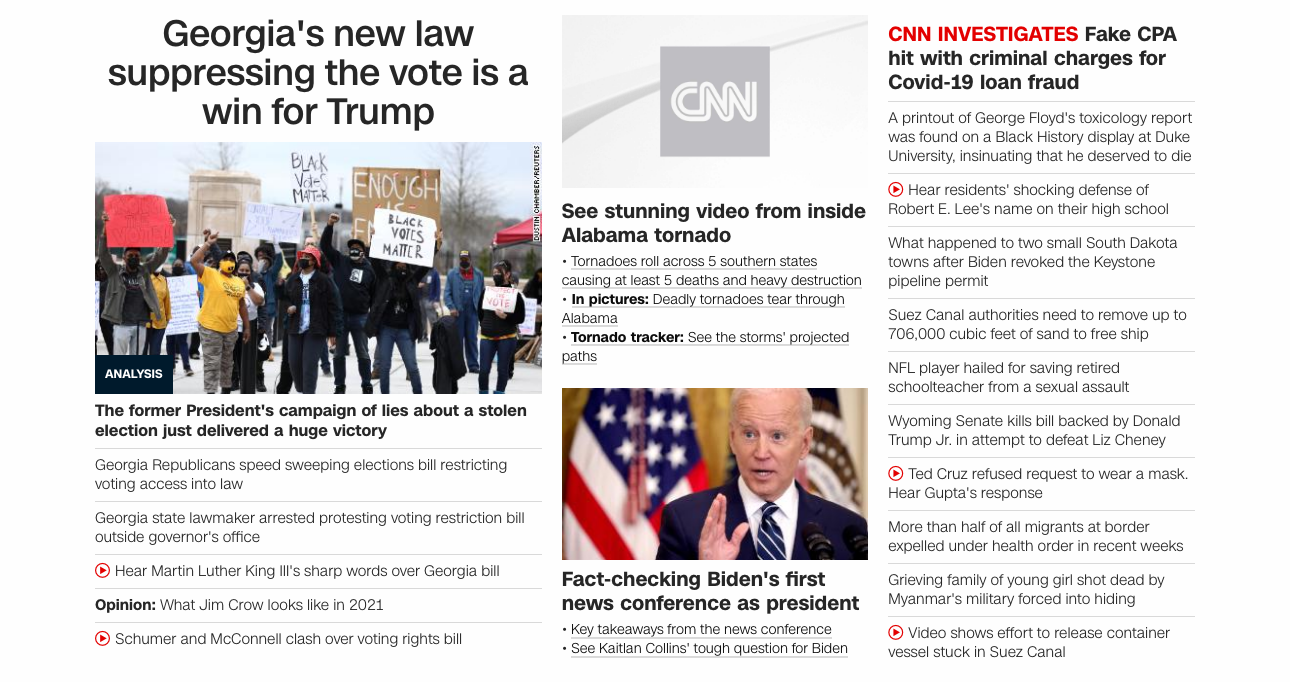 Georgia's new law
suppressing the vote is a
win for Trump
BLACK
VOTES
MATTER
ENOUGH
IS
BLACK
VOTES
MATTER
VOTE
DUSTIN CHAMBER/REUTERS
ANALYSIS
The former President's campaign of lies about a stolen
election just delivered a huge victory
Georgia Republicans speed sweeping elections bill restricting
voting access into law
Georgia state lawmaker arrested protesting voting restriction bill
outside governor's office
Hear Martin Luther King III's sharp words over Georgia bill
Opinion: What Jim Crow looks like in 2021
Schumer and McConnell clash over voting rights bill
CNN
See stunning video from inside
Alabama tornado
• Tornadoes roll across 5 southern states
causing at least 5 deaths and heavy destruction
• In pictures: Deadly tornadoes tear through
Alabama
• Tornado tracker: See the storms' projected
paths
Fact-checking Biden's first
news conference as president
• Key takeaways from the news conference
• See Kaitlan Collins' tough question for Biden
CNN INVESTIGATES Fake CPA
hit with criminal charges for
Covid-19 loan fraud
A printout of George Floyd's toxicology report
was found on a Black History display at Duke
University, insinuating that he deserved to die
Hear residents' shocking defense of
Robert E. Lee's name on their high school
What happened to two small South Dakota
towns after Biden revoked the Keystone
pipeline permit
Suez Canal authorities need to remove up to
706,000 cubic feet of sand to free ship
NFL player hailed for saving retired
schoolteacher from a sexual assault
Wyoming Senate kills bill backed by Donald
Trump Jr. in attempt to defeat Liz Cheney
Ted Cruz refused request to wear a mask.
Hear Gupta's response
More than half of all migrants at border
expelled under health order in recent weeks
Grieving family of young girl shot dead by
Myanmar's military forced into hiding
Video shows effort to release container
vessel stuck in Suez Canal